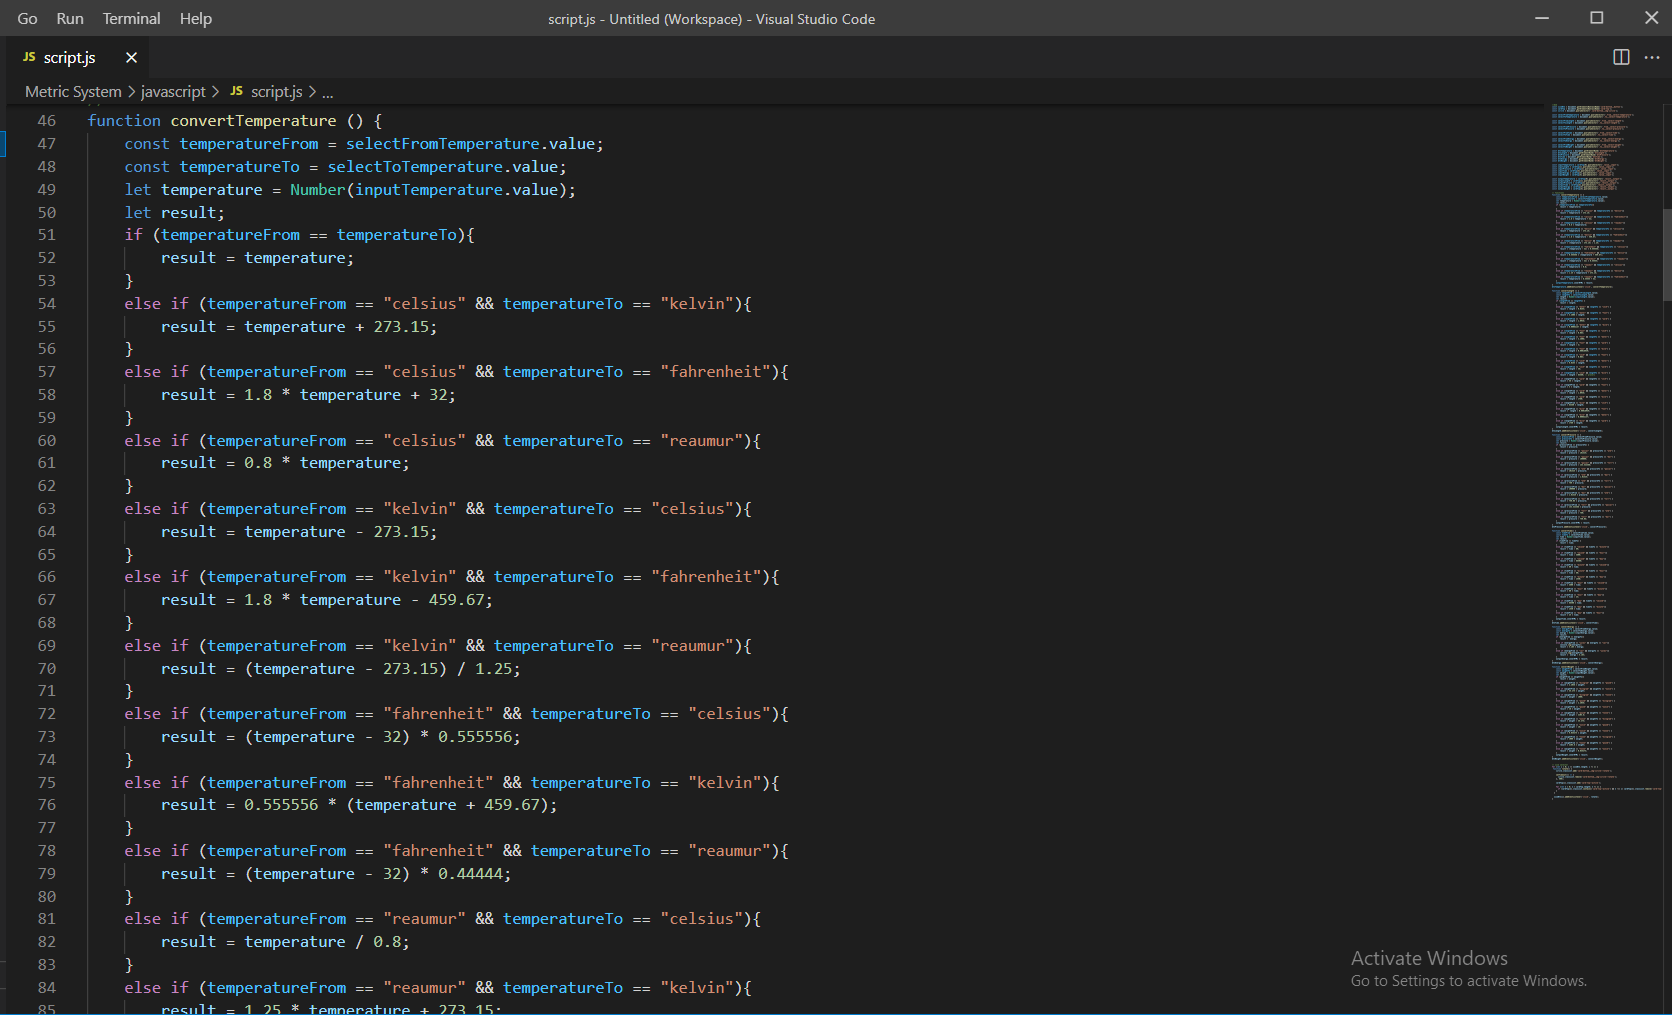 Go Run Terminal Help script.js - Untitled (Workspace) - Visual Studio Code
JS script.js
Metric System > javascript > JS script.js > ...
46 function convertTemperature () {
47 const temperatureFrom = selectFromTemperature.value;
48 const temperatureTo = selectToTemperature.value;
49 let temperature = Number(inputTemperature.value);
50 let result;
51 if (temperatureFrom == temperatureTo){
52 result = temperature;
53 }
54 else if (temperatureFrom == "celsius" && temperatureTo == "kelvin"){
55 result = temperature + 273.15;
56 }
57 else if (temperatureFrom == "celsius" && temperatureTo == "fahrenheit"){
58 result = 1.8 * temperature + 32;
59 }
60 else if (temperatureFrom == "celsius" && temperatureTo == "reaumur"){
61 result = 0.8 * temperature;
62 }
63 else if (temperatureFrom == "kelvin" && temperatureTo == "celsius"){
64 result = temperature - 273.15;
65 }
66 else if (temperatureFrom == "kelvin" && temperatureTo == "fahrenheit"){
67 result = 1.8 * temperature - 459.67;
68 }
69 else if (temperatureFrom == "kelvin" && temperatureTo == "reaumur"){
70 result = (temperature - 273.15) / 1.25;
71 }
72 else if (temperatureFrom == "fahrenheit" && temperatureTo == "celsius"){
73 result = (temperature - 32) * 0.555556;
74 }
75 else if (temperatureFrom == "fahrenheit" && temperatureTo == "kelvin"){
76 result = 0.555556 * (temperature + 459.67);
77 }
78 else if (temperatureFrom == "fahrenheit" && temperatureTo == "reaumur"){
79 result = (temperature - 32) * 0.44444;
80 }
81 else if (temperatureFrom == "reaumur" && temperatureTo == "celsius"){
82 result = temperature / 0.8;
83 }
84 else if (temperatureFrom == "reaumur" && temperatureTo == "kelvin"){
85 result = 1.25 * temperature + 273.15;
Activate Windows
Go to Settings to activate Windows.